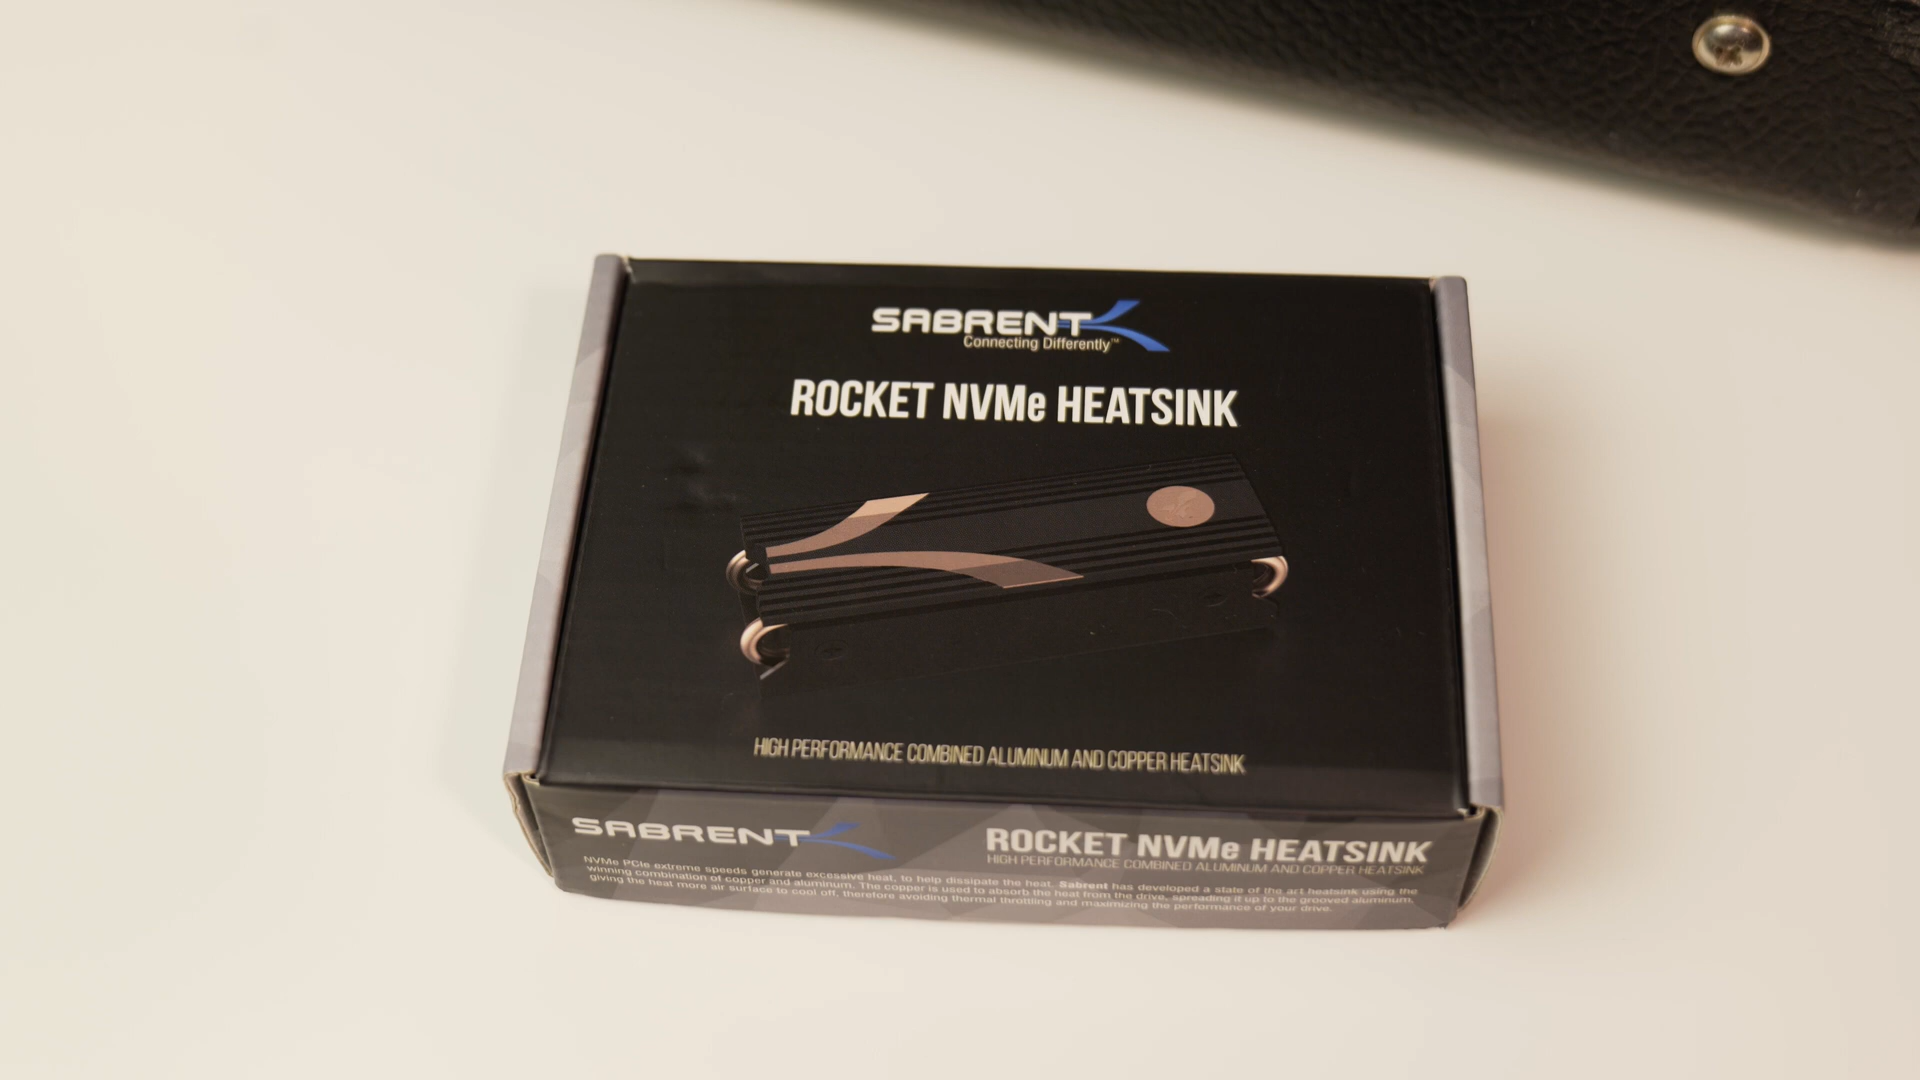 SABRENT
Connecting Differently™
ROCKET NVMe HEATSINK
HIGH PERFORMANCE COMBINED ALUMINUM AND COPPER HEATSINK
SABRENT
ROCKET NVMe HEATSINK
HIGH PERFORMANCE COMBINED ALUMINUM AND COPPER HEATSINK
NVMe PCIe extreme speeds generate excessive heat, to help dissipate the heat, Sabrent has developed a state of the art heatsink using the
winning combination of copper and aluminum. The copper is used to absorb the heat from the drive, spreading it up to the grooved aluminum,
giving the heat more air surface to cool off, therefore avoiding thermal throttling and maximizing the performance of your drive.